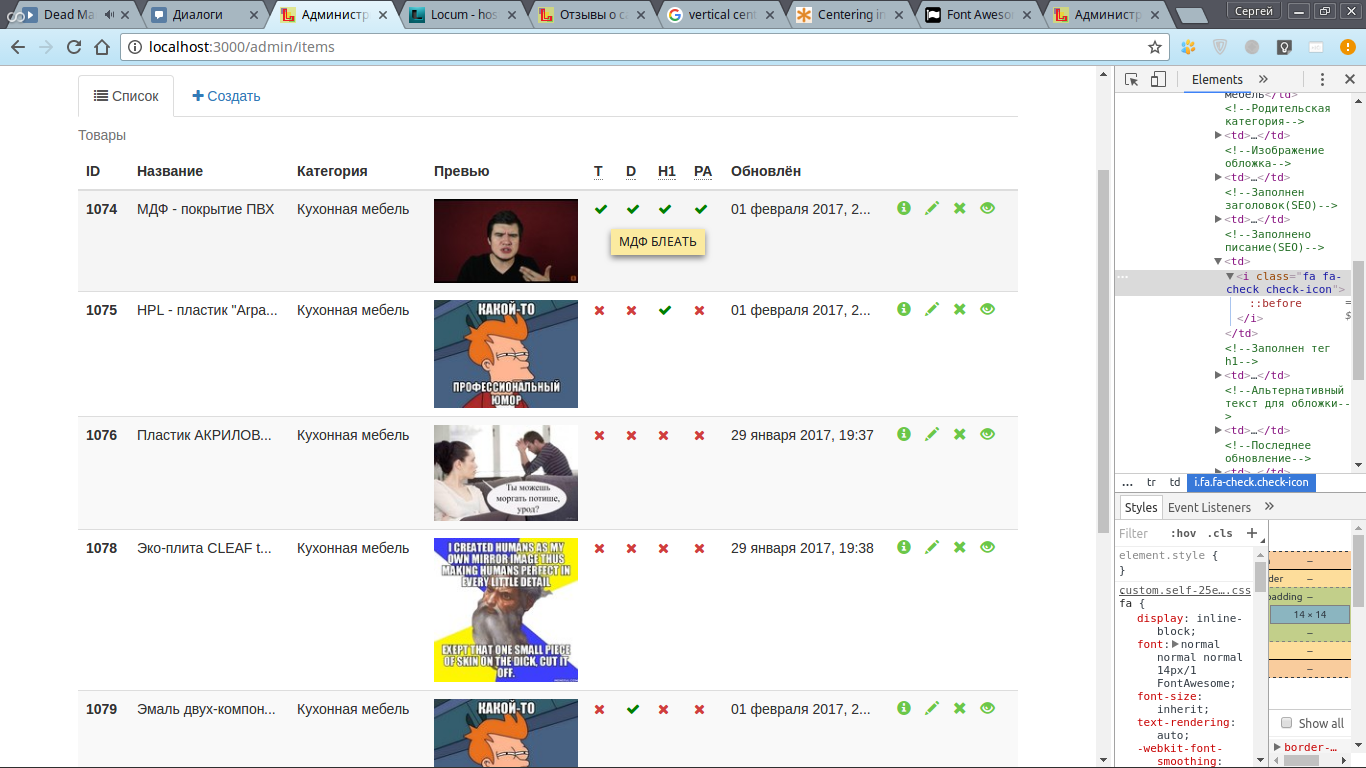 Dead Ma
Диалоги
Администр
Locum - hos
Отзывы о са
vertical cent
Centering in
Font Aweso
Администр
Сергей
localhost:3000/admin/items
Список
Создать
Товары
ID Название Категория Превью T D H1 PA Обновлён
1074 МДФ - покрытие ПВХ Кухонная мебель 01 февраля 2017, 2...
МДФ БЛЕАТЬ
1075 HPL - пластик "Arpa... Кухонная мебель 01 февраля 2017, 2...
КАКОЙ-ТО
ПРОФЕССИОНАЛЬНЫЙ
ЮМОР
1076 Пластик АКРИЛОВ... Кухонная мебель 29 января 2017, 19:37
Ты можешь
моргать потише,
урод?
1078 Эко-плита CLEAF t... Кухонная мебель 29 января 2017, 19:38
I CREATED HUMANS AS MY
OWN MIRROR IMAGE THUS
MAKING HUMANS PERFECT IN
EVERY LITTLE DETAIL
EXEPT THAT ONE SMALL PIECE
OF SKIN ON THE DICK, CUT IT
OFF.
1079 Эмаль двух-компон... Кухонная мебель 01 февраля 2017, 2...
КАКОЙ-ТО
Elements »
мебель</td>
<!--Родительская
категория-->
<td>…</td>
<!--Изображение
обложка-->
<td>…</td>
<!--Заполнен
заголовок(SEO)-->
<td>…</td>
<!--Заполнено
писание(SEO)-->
<td>
<i class="fa fa-
check check-icon">
::before
</i>
</td>
<!--Заполнен тег
h1-->
<td>…</td>
<!--Альтернативный
текст для обложки--
>
<td>…</td>
<!--Последнее
обновление-->
<td>…</td>
... tr td i.fa.fa-check.check-icon
Styles Event Listeners »
Filter :hov .cls +
element.style {
}
custom.self-25e….css
fa {
display: inline-
block;
font: normal
normal normal
14px/1
FontAwesome;
font-size:
inherit;
text-rendering:
auto;
-webkit-font-
smoothing:
der –
padding –
14 × 14
Show all
border-…